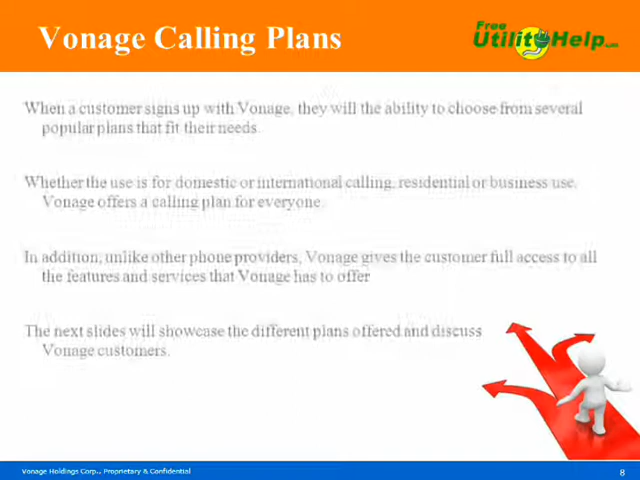 Vonage Calling Plans
Free
UtilityHelp.com
When a customer signs up with Vonage, they will the ability to choose from several
popular plans that fit their needs.
Whether the use is for domestic or international calling, residential or business use,
Vonage offers a calling plan for everyone.
In addition, unlike other phone providers, Vonage gives the customer full access to all
the features and services that Vonage has to offer
The next slides will showcase the different plans offered and discuss
Vonage customers.
Vonage Holdings Corp., Proprietary & Confidential
8